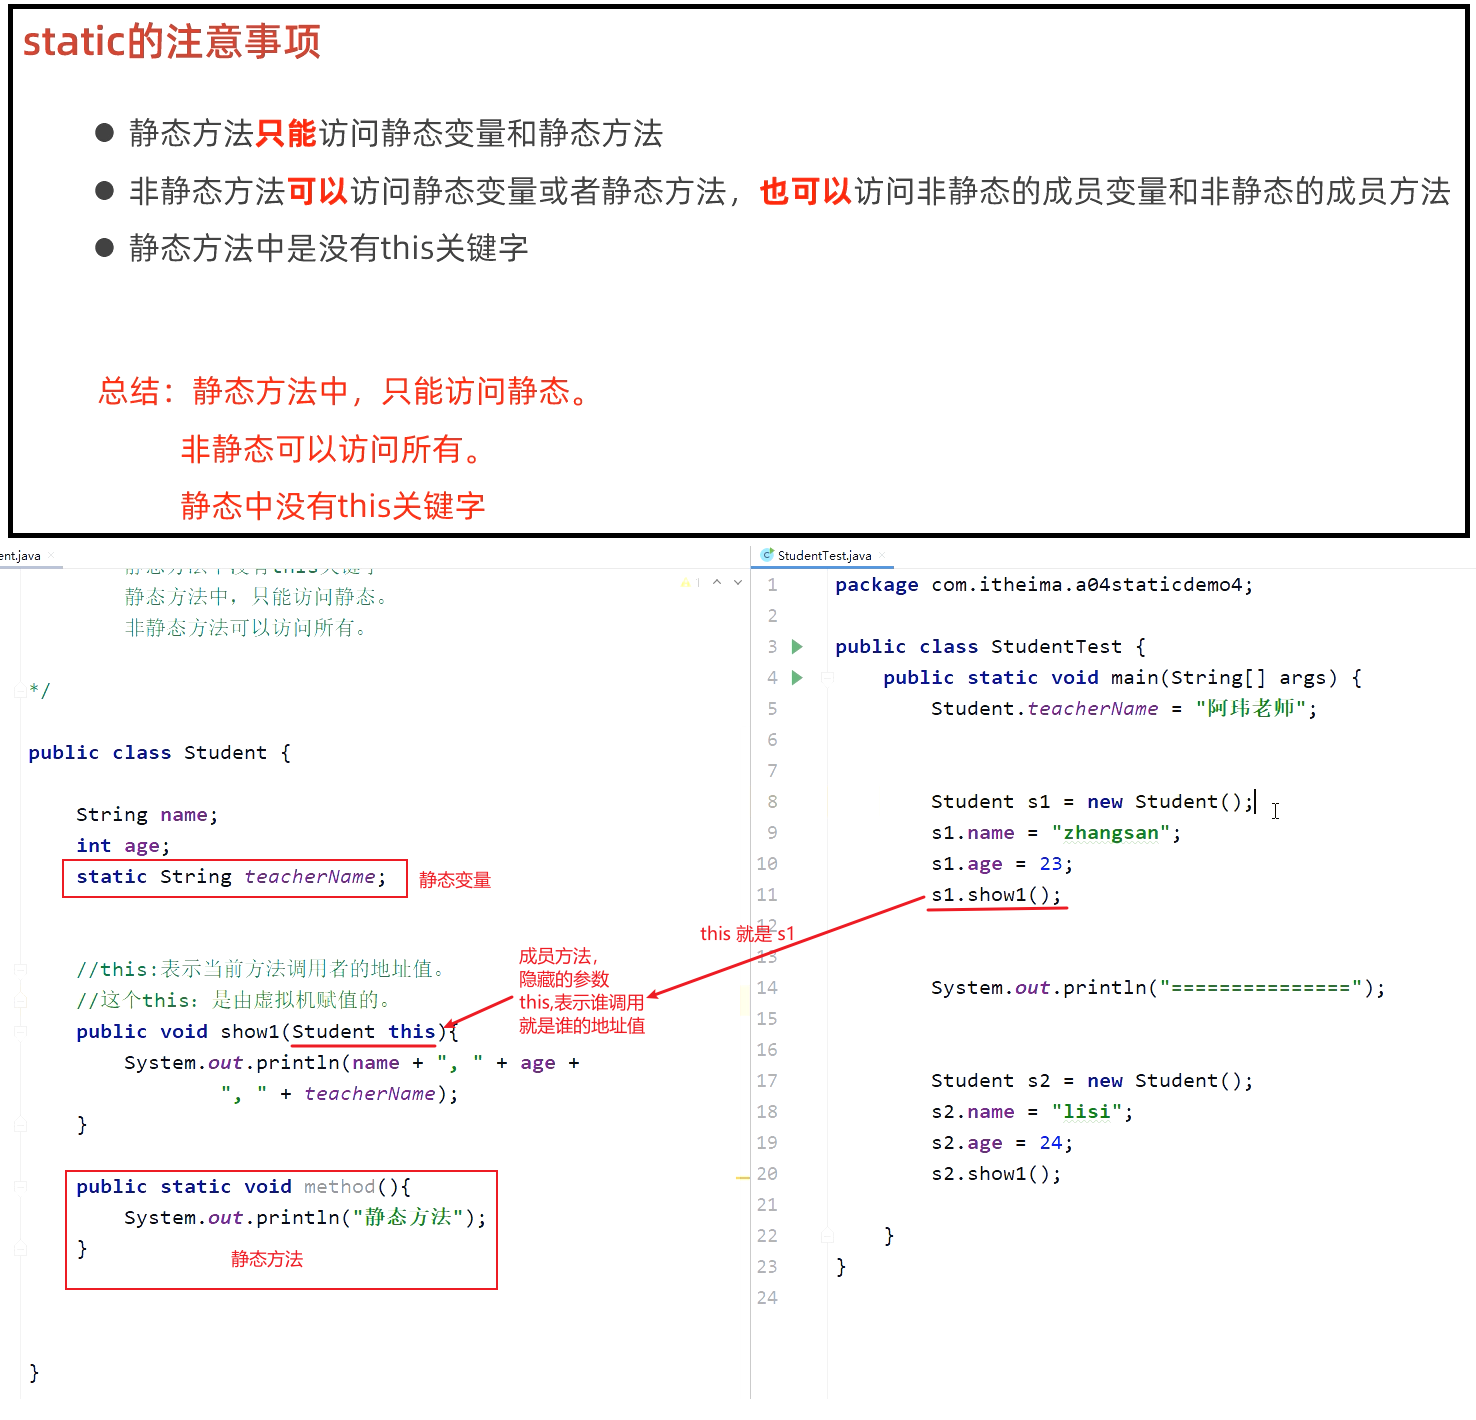 static的注意事项
● 静态方法只能访问静态变量和静态方法
● 非静态方法可以访问静态变量或者静态方法，也可以访问非静态的成员变量和非静态的成员方法
● 静态方法中是没有this关键字
总结：静态方法中，只能访问静态。
非静态可以访问所有。
静态中没有this关键字
ent.java
静态方法中，只能访问静态。
非静态方法可以访问所有。
*/
public class Student {
String name;
int age;
static String teacherName;
静态变量
//this:表示当前方法调用者的地址值。
//这个this：是由虚拟机赋值的。
public void show1(Student this){
System.out.println(name + ", " + age +
", " + teacherName);
}
成员方法，
隐藏的参数
this,表示谁调用
就是谁的地址值
this 就是 s1
public static void method(){
System.out.println("静态方法");
}
静态方法
}
1
StudentTest.java
1 package com.itheima.a04staticdemo4;
2
3 public class StudentTest {
4 public static void main(String[] args) {
5 Student.teacherName = "阿玮老师";
6
7
8 Student s1 = new Student();
9 s1.name = "zhangsan";
10 s1.age = 23;
11 s1.show1();
12
13
14 System.out.println("===============");
15
16
17 Student s2 = new Student();
18 s2.name = "lisi";
19 s2.age = 24;
20 s2.show1();
21
22 }
23 }
24